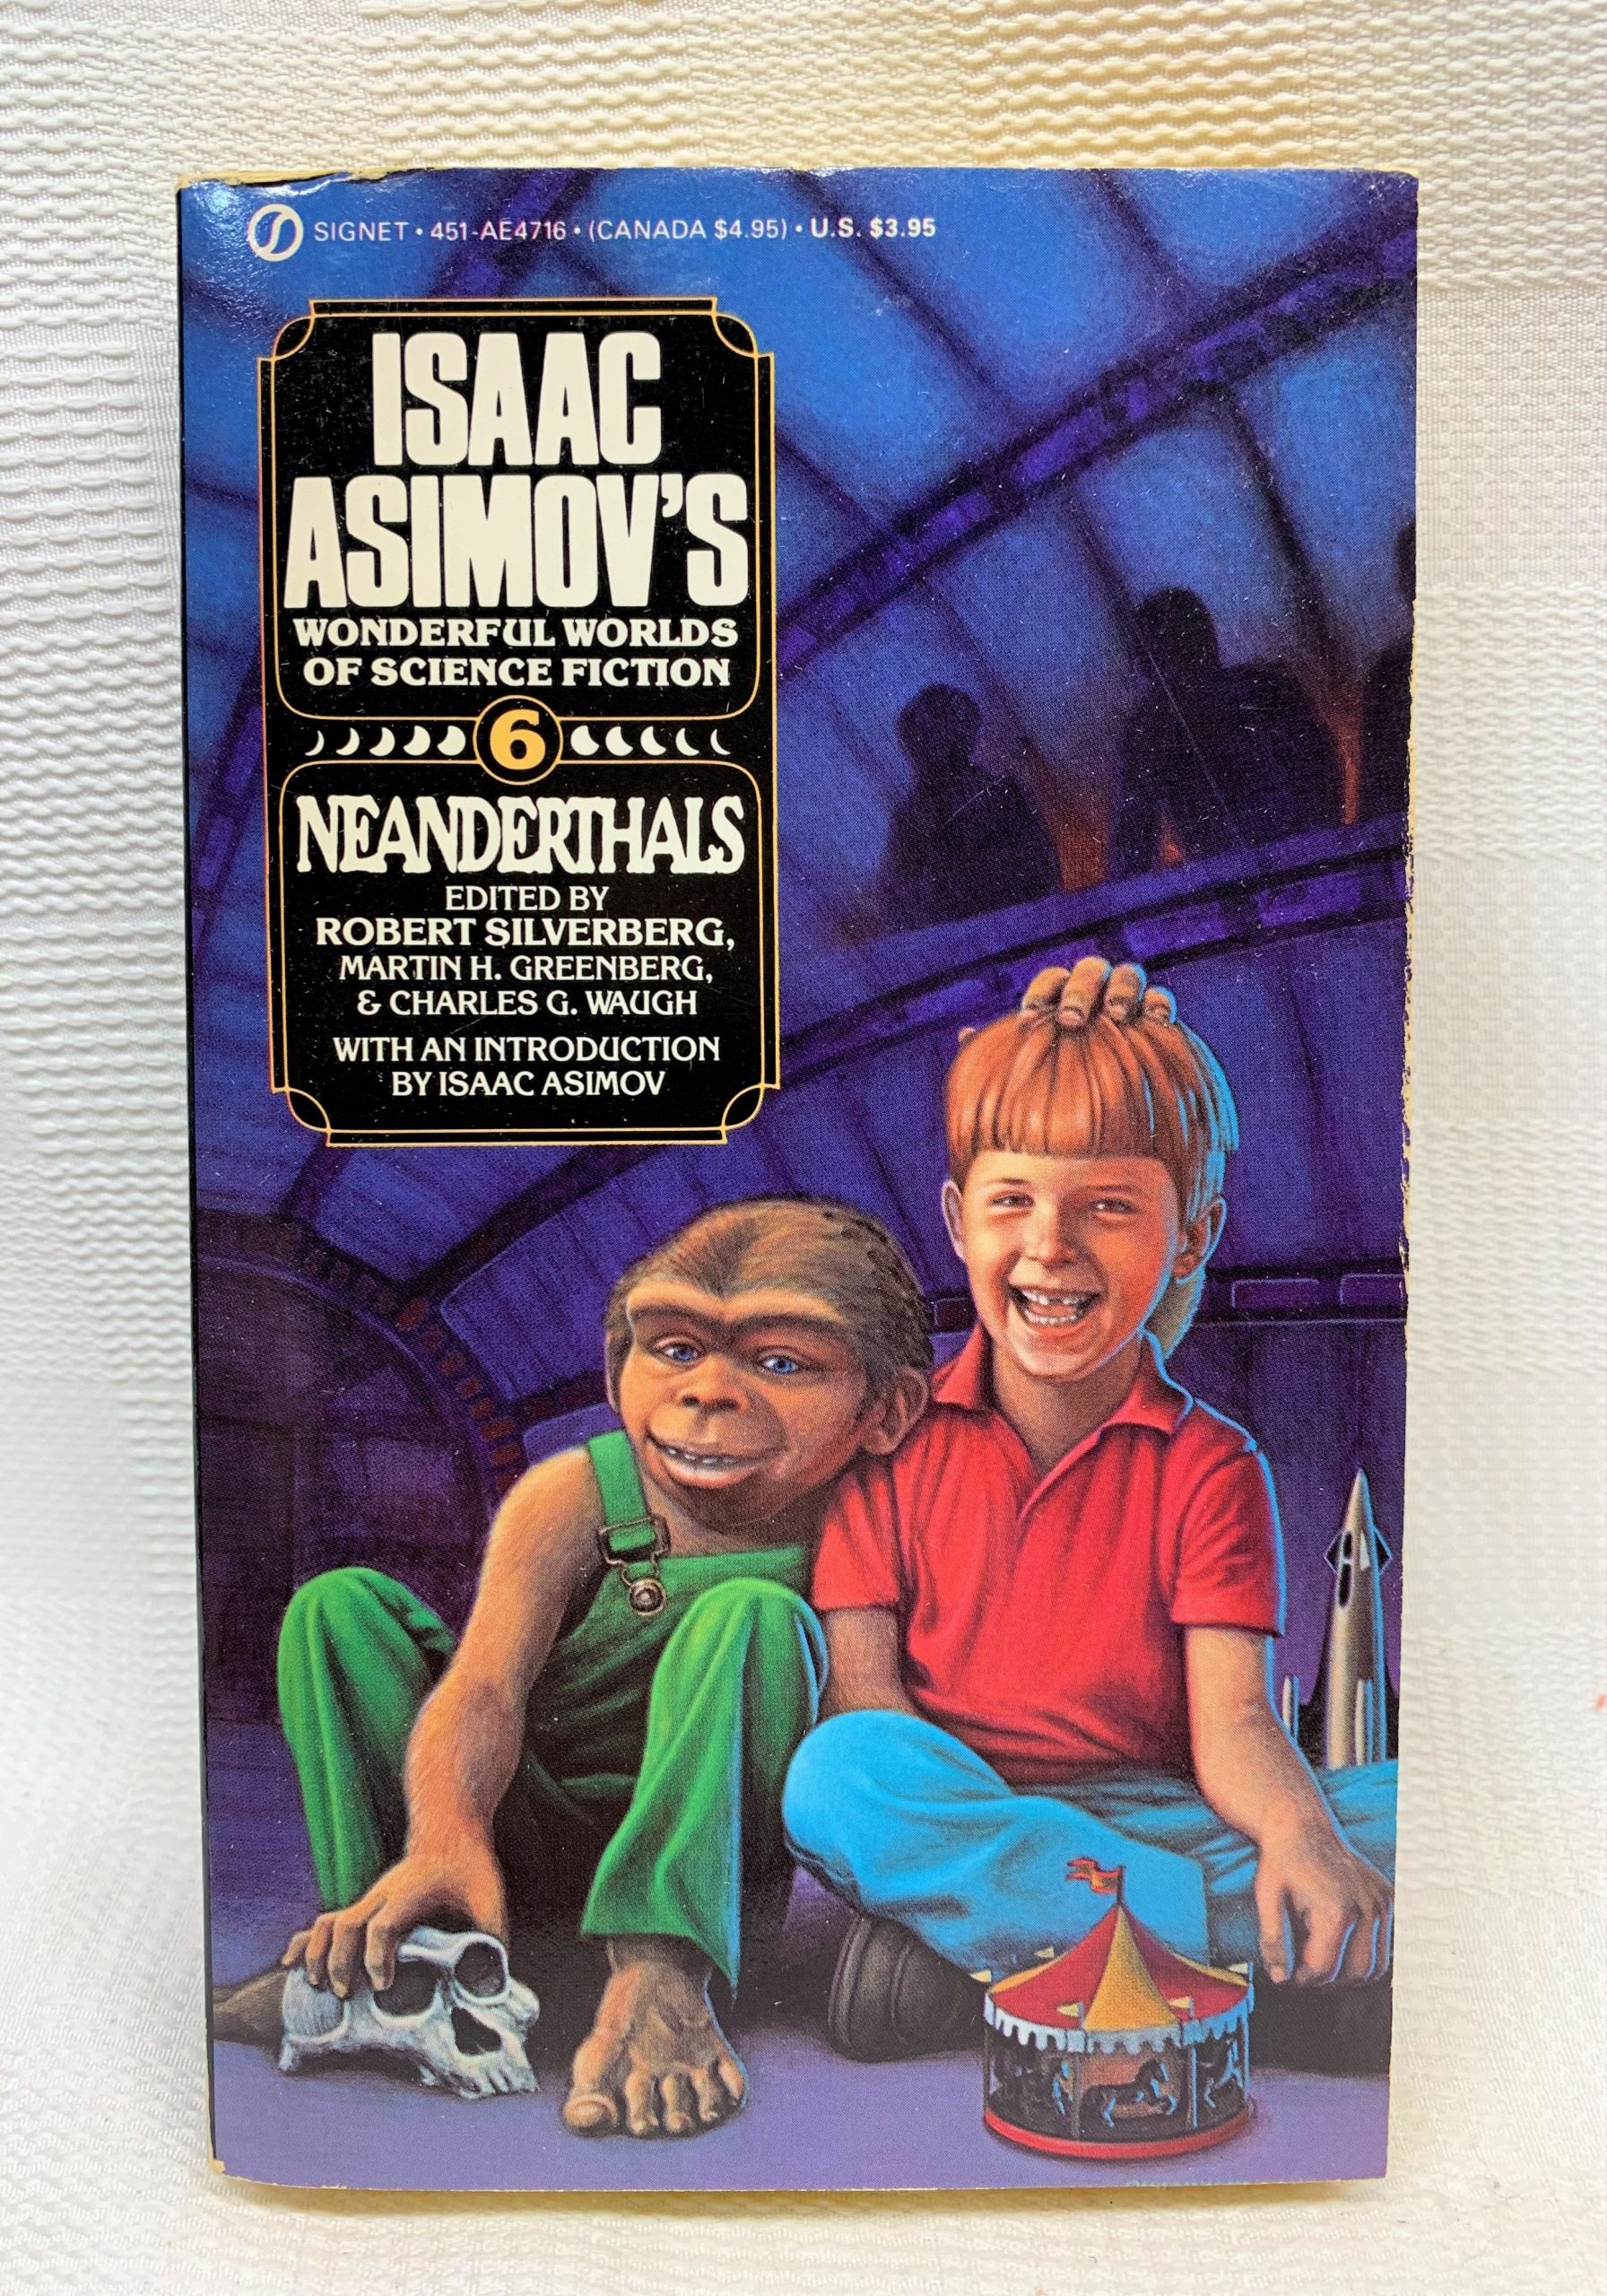 SIGNET • 451-AE4716 • (CANADA $4.95) • U.S. $3.95
ISAAC
ASIMOV'S
WONDERFUL WORLDS
OF SCIENCE FICTION
6
NEANDERTHALS
EDITED BY
ROBERT SILVERBERG,
MARTIN H. GREENBERG,
& CHARLES G. WAUGH
WITH AN INTRODUCTION
BY ISAAC ASIMOV